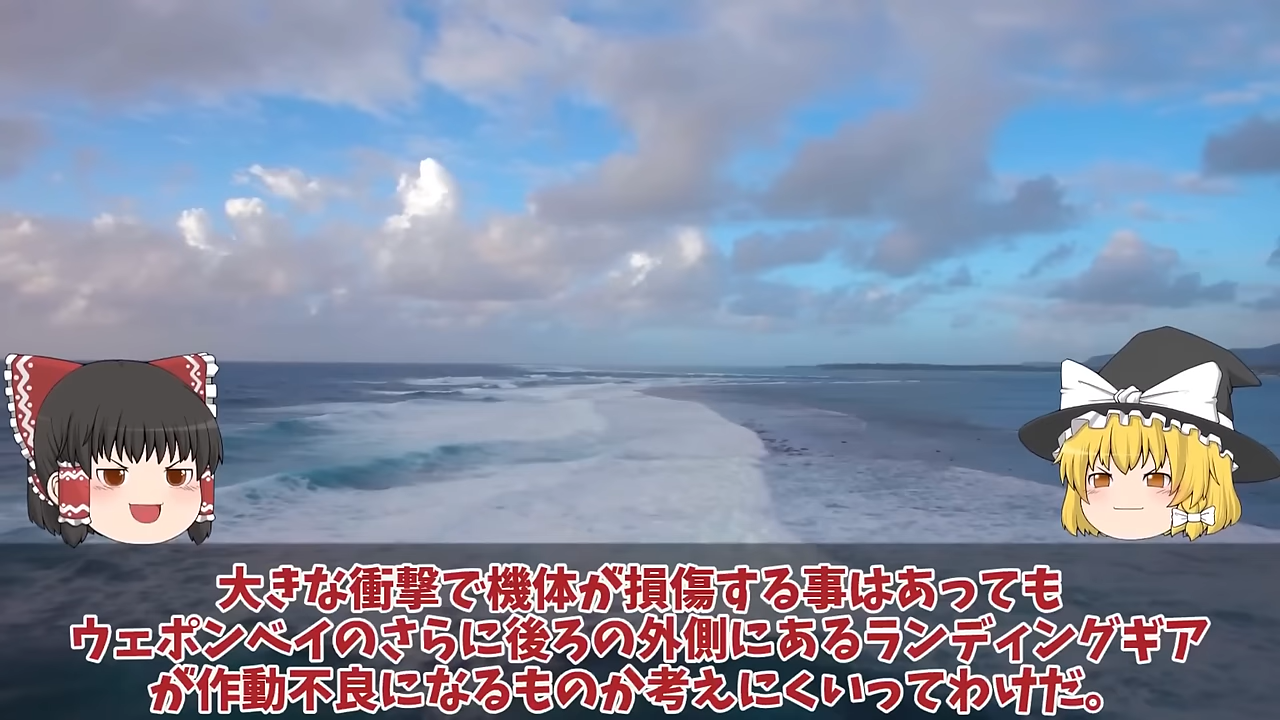 大きな衝撃で機体が損傷する事はあっても
ウェポンベイのさらに後ろの外側にあるランディングギア
が作動不良になるものか考えにくいってわけだ。